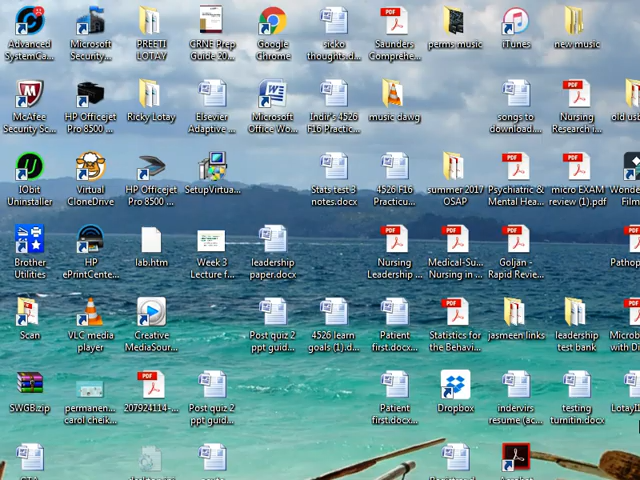 Advanced
SystemCa...
Microsoft
Security...
PREETI
LOTAY
CRNE Prep
Guide 20...
Google
Chrome
sicko
thoughts.d...
Saunders
Comprehe...
perms music
iTunes
new music
McAfee
Security Sc...
HP Officejet
Pro 8500 ...
Ricky Lotay
Elsevier
Adaptive ...
Microsoft
Office Wo...
Indir's 4526
F16 Practic...
music dawg
songs to
download....
Nursing
Research i...
old usb
IObit
Uninstaller
Virtual
CloneDrive
HP Officejet
Pro 8500 ...
SetupVirtua...
Stats test 3
notes.docx
4526 F16
Practicu...
summer 2017
OSAP
Psychiatric &
Mental Hea...
micro EXAM
review (1).pdf
Wonde
Film
Brother
Utilities
HP
ePrintCente...
lab.htm
Week 3
Lecture f...
leadership
paper.docx
Nursing
Leadership ...
Medical-Su...
Nursing in ...
Goljan -
Rapid Revie...
Pathop
Scan
VLC media
player
Creative
MediaSour...
Post quiz 2
ppt guid...
4526 learn
goals (1).d...
Patient
first.docx...
Statistics for
the Behavi...
jasmeen links
leadership
test bank
Microb
with Di
SWGB.zip
permanen...
carol cheik...
207924114-...
Post quiz 2
ppt guid...
Patient
first.docx...
Dropbox
indervirs
resume (ac...
testing
turnitin.docx
LotayI